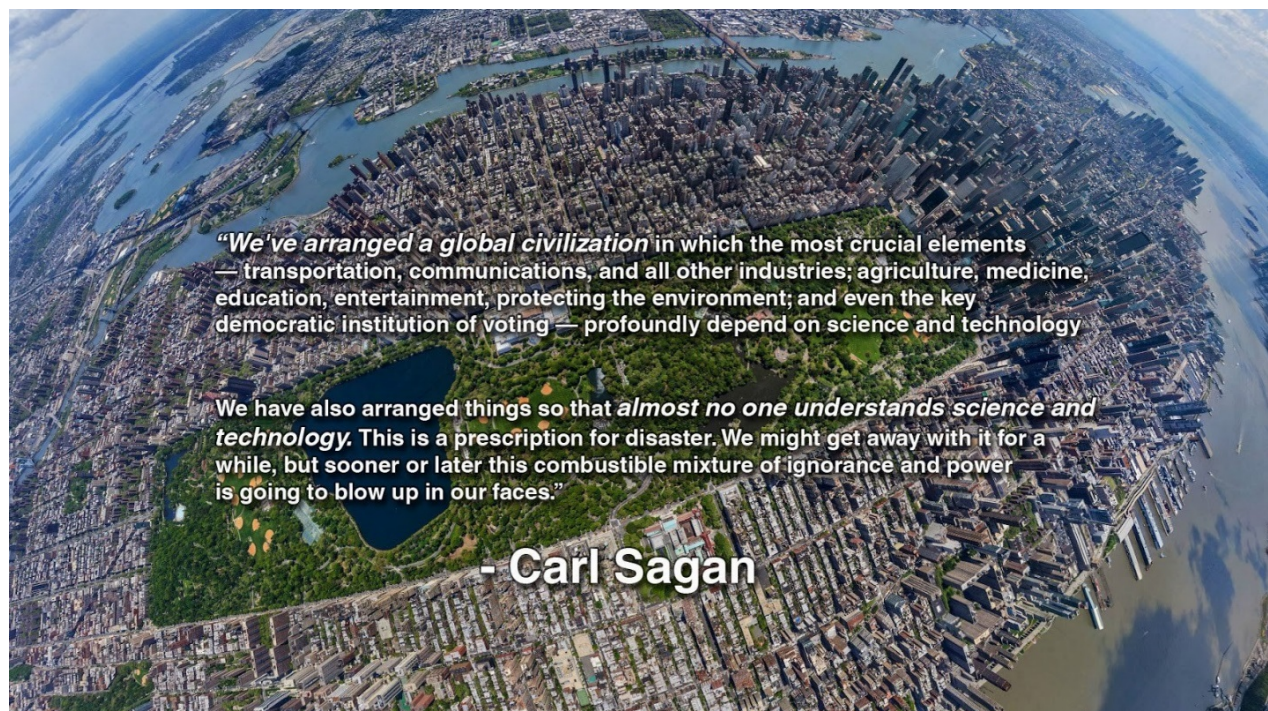 “We've arranged a global civilization in which the most crucial elements
— transportation, communications, and all other industries; agriculture, medicine,
education, entertainment, protecting the environment; and even the key
democratic institution of voting — profoundly depend on science and technology
We have also arranged things so that almost no one understands science and
technology. This is a prescription for disaster. We might get away with it for a
while, but sooner or later this combustible mixture of ignorance and power
is going to blow up in our faces.”
- Carl Sagan